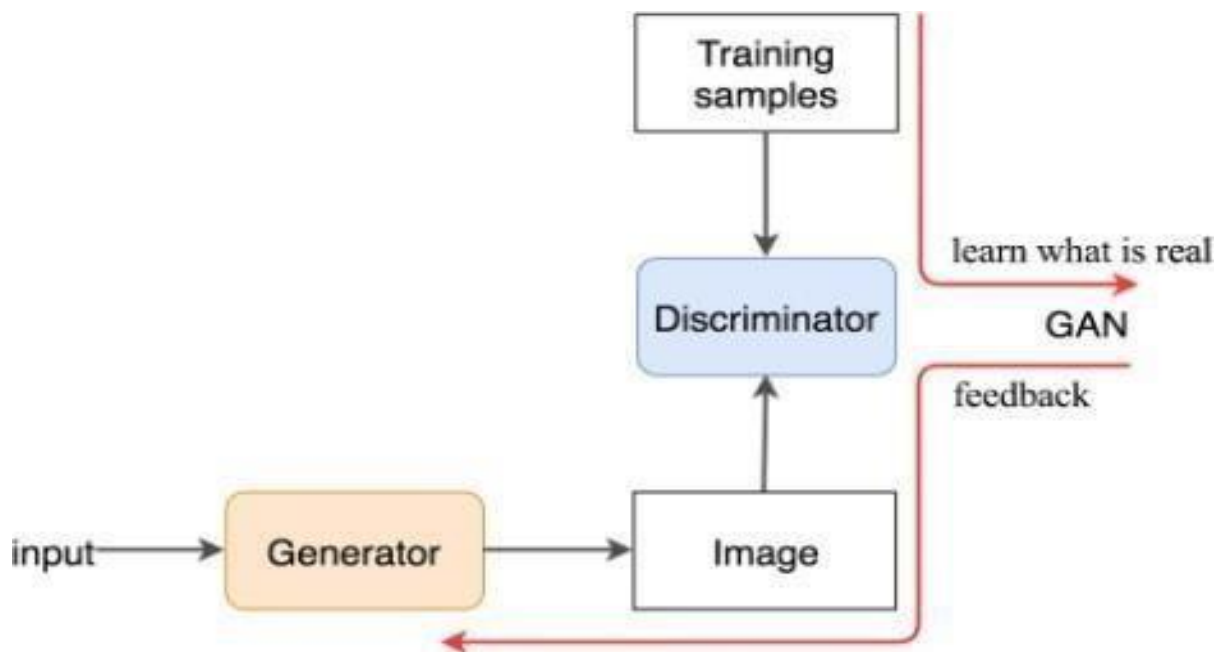 Training
samples
learn what is real
Discriminator
GAN
feedback
input
Generator
Image